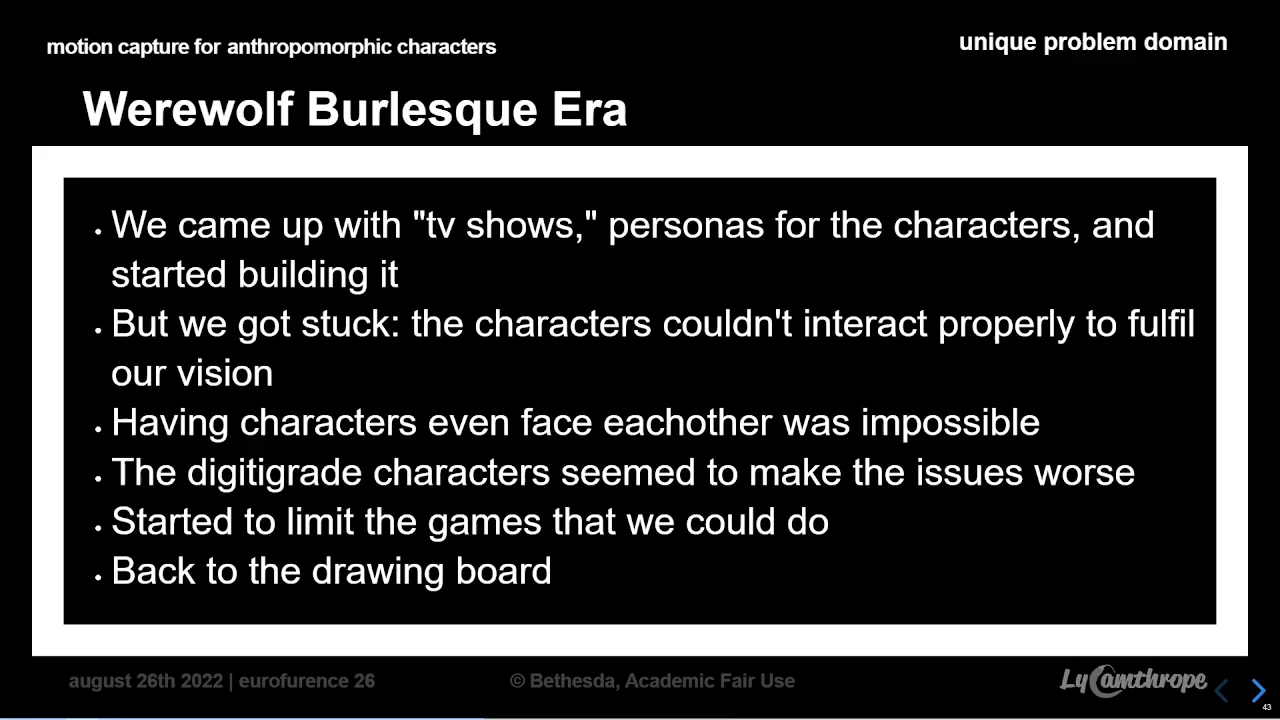 motion capture for anthropomorphic characters
unique problem domain
Werewolf Burlesque Era
• We came up with "tv shows," personas for the characters, and
started building it
• But we got stuck: the characters couldn't interact properly to fulfil
our vision
• Having characters even face eachother was impossible
• The digitigrade characters seemed to make the issues worse
• Started to limit the games that we could do
• Back to the drawing board
august 26th 2022 | eurofurence 26
© Bethesda, Academic Fair Use
LyCamthrope
43